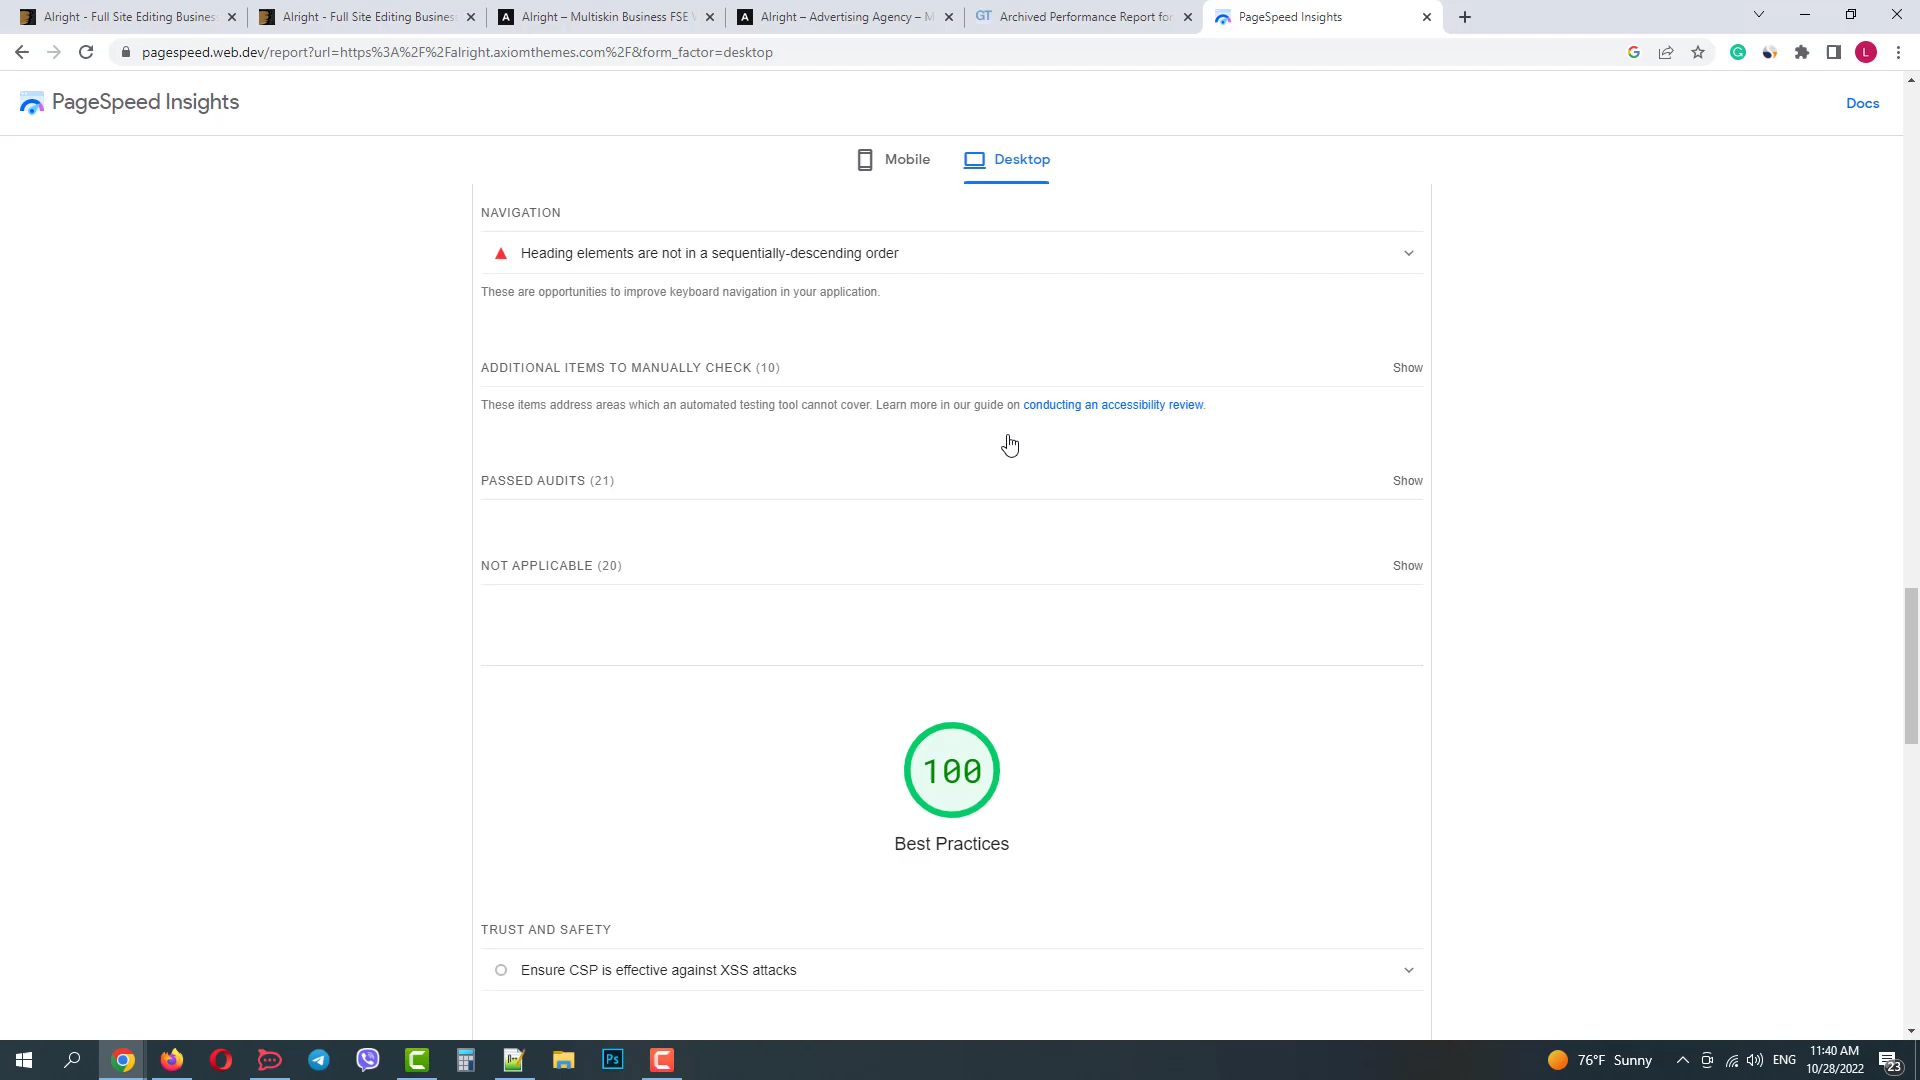 Alright - Full Site Editing Business
Alright - Full Site Editing Business
Alright – Multiskin Business FSE
Alright – Advertising Agency – M
GT Archived Performance Report for
PageSpeed Insights
pagespeed.web.dev/report?url=https%3A%2F%2Falright.axiomthemes.com%2F&form_factor=desktop
L
PageSpeed Insights
Docs
Mobile
Desktop
NAVIGATION
Heading elements are not in a sequentially-descending order
These are opportunities to improve keyboard navigation in your application.
ADDITIONAL ITEMS TO MANUALLY CHECK (10)
Show
These items address areas which an automated testing tool cannot cover. Learn more in our guide on conducting an accessibility review.
PASSED AUDITS (21)
Show
NOT APPLICABLE (20)
Show
100
Best Practices
TRUST AND SAFETY
Ensure CSP is effective against XSS attacks
Ps
76°F Sunny
ENG
11:40 AM
10/28/2022
23